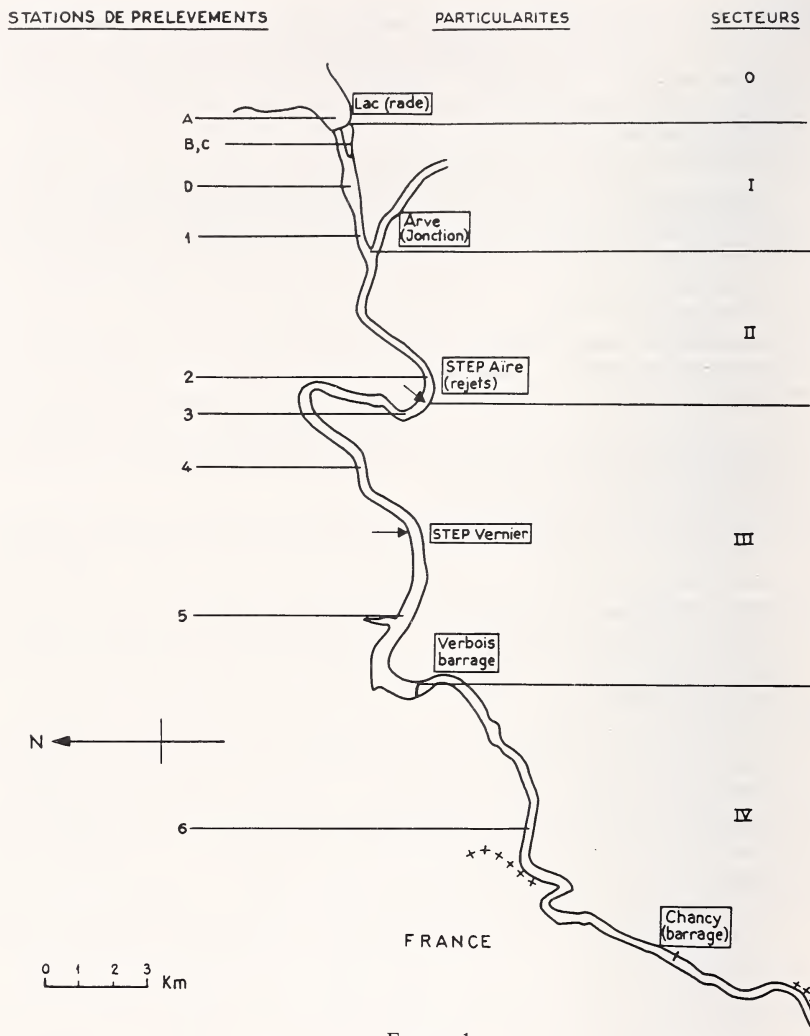 STATIONS DE PRELEVEMENTS
PARTICULARITES
SECTEURS
O
Lac (rade)
A
B,C
D
I
Arve
(Jonction)
1
II
STEP Aïre
(rejets)
2
3
4
STEP Vernier
III
5
Verbois
barrage
N
IV
6
Chancy
(barrage)
FRANCE
0 1 2 3 Km